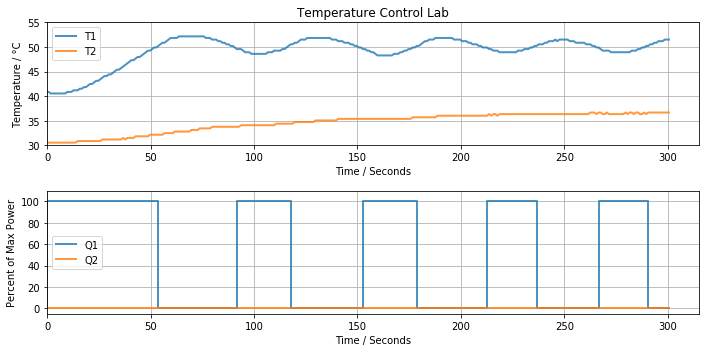 Temperature Control Lab
Temperature / °C
55
50
45
40
35
30
T1
T2
0 50 100 150 200 250 300
Time / Seconds
Percent of Max Power
100
80
60
40
20
0
Q1
Q2
0 50 100 150 200 250 300
Time / Seconds